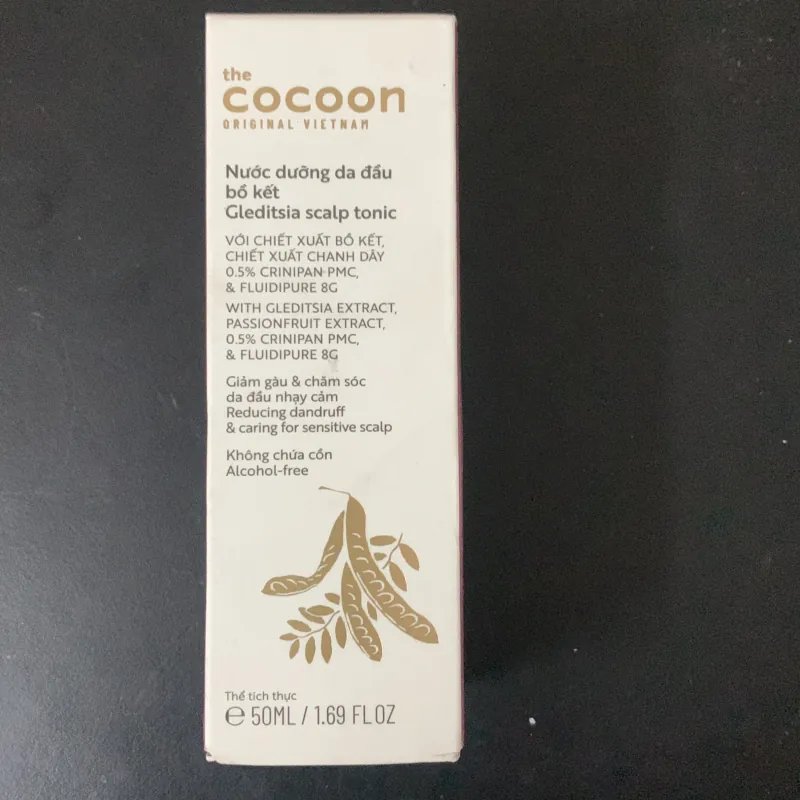 the
cocoon
ORIGINAL VIETNAM
Nước dưỡng da đầu
bồ kết
Gleditsia scalp tonic
VỚI CHIẾT XUẤT BỒ KẾT,
CHIẾT XUẤT CHANH DÂY
0.5% CRINIPAN PMC,
& FLUIDIPURE 8G
WITH GLEDITSIA EXTRACT,
PASSIONFRUIT EXTRACT,
0.5% CRINIPAN PMC,
& FLUIDIPURE 8G
Giảm gàu & chăm sóc
da đầu nhạy cảm
Reducing dandruff
& caring for sensitive scalp
Không chứa cồn
Alcohol-free
Thể tích thực
℮ 50ML / 1.69 FL OZ